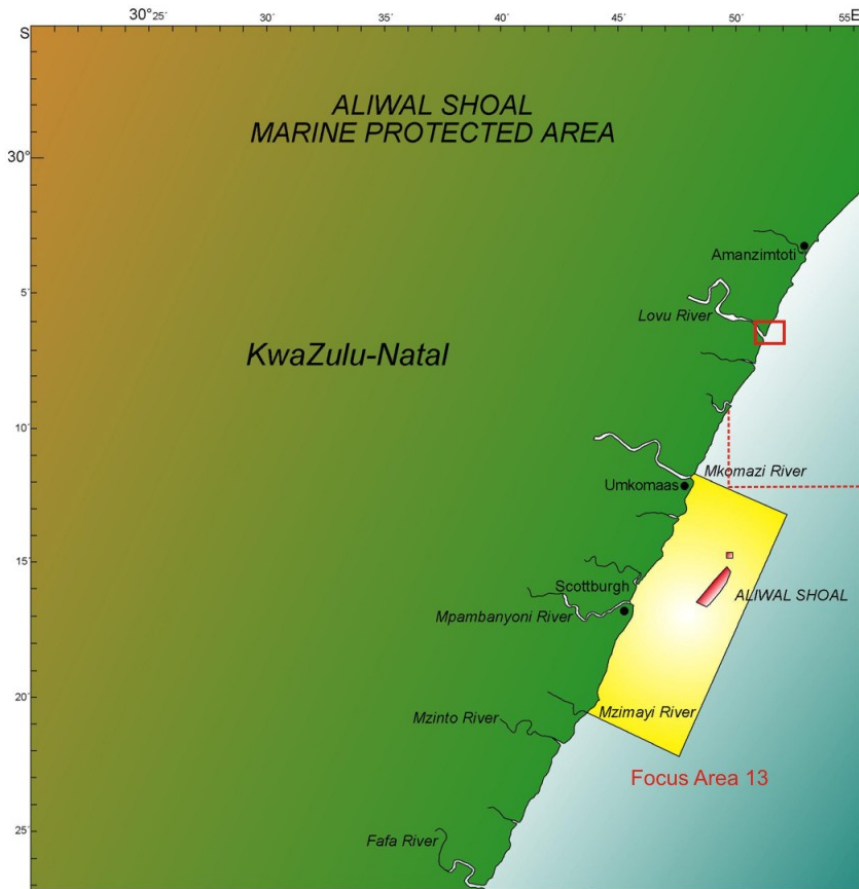 30° 25´ 30´ 35´ 40´ 45´ 50´ 55´E
S
ALIWAL SHOAL
MARINE PROTECTED AREA
30°
Amanzimtoti
5´
Lovu River
KwaZulu-Natal
10´
Mkomazi River
Umkomaas
15´
Scottburgh
ALIWAL SHOAL
Mpambanyoni River
20´
Mzinto River
Mzimayi River
Focus Area 13
25´
Fafa River